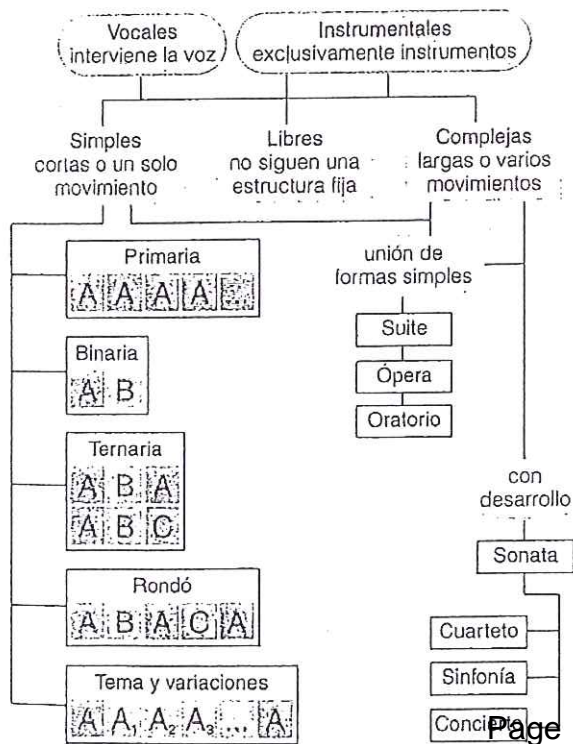 Vocales
interviene la voz
Instrumentales
exclusivamente instrumentos
Simples
cortas o un solo
movimiento
Libres
no siguen una
estructura fija
Complejas
largas o varios
movimientos
Primaria
A A A A ...
Binaria
A B
Ternaria
A B A
A B C
Rondó
A B A C A
Tema y variaciones
A A₁ A₂ A₃ ... A
unión de
formas simples
Suite
Ópera
Oratorio
con
desarrollo
Sonata
Cuarteto
Sinfonía
Concierto
Page